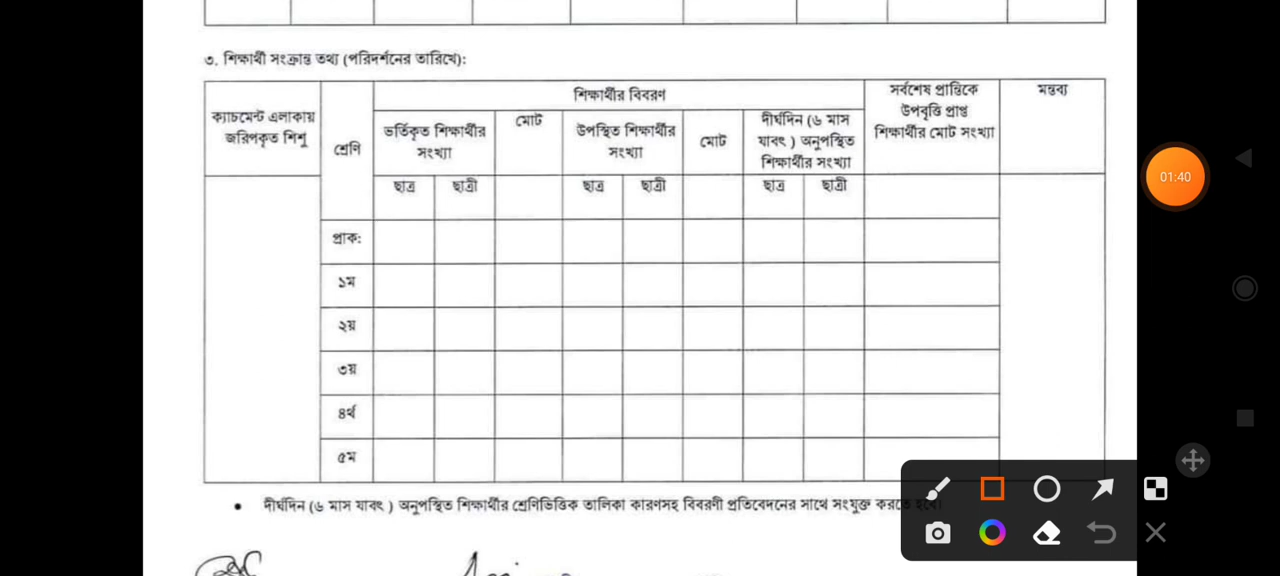 ৩. শিক্ষার্থী সংক্রান্ত তথ্য (পরিদর্শনের তারিখে):
ক্যাচমেন্ট এলাকায়
জরিপকৃত শিশু
শ্রেণি
শিক্ষার্থীর বিবরণ
ভর্তিকৃত শিক্ষার্থীর
সংখ্যা
মোট
উপস্থিত শিক্ষার্থীর
সংখ্যা
মোট
দীর্ঘদিন (৬ মাস
যাবৎ ) অনুপস্থিত
শিক্ষার্থীর সংখ্যা
সর্বশেষ প্রান্তিকে
উপবৃত্তি প্রাপ্ত
শিক্ষার্থীর মোট সংখ্যা
মন্তব্য
ছাত্র ছাত্রী ছাত্র ছাত্রী ছাত্র ছাত্রী
প্রাক:
১ম
২য়
৩য়
৪র্থ
৫ম
• দীর্ঘদিন (৬ মাস যাবৎ ) অনুপস্থিত শিক্ষার্থীর শ্রেণিভিত্তিক তালিকা কারণসহ বিবরণী প্রতিবেদনের সাথে সংযুক্ত করতে হবে।
01:40